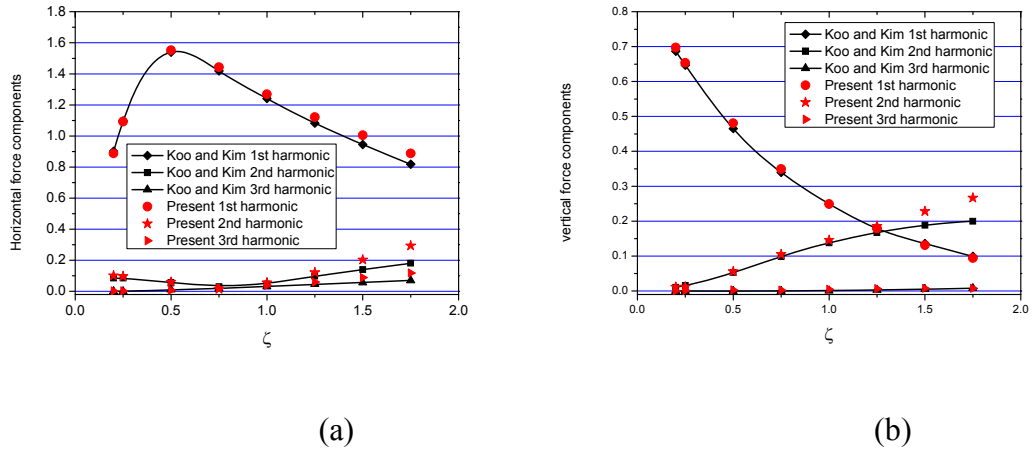 Horizontal force components
1.8
1.6
1.4
1.2
1.0
0.8
0.6
0.4
0.2
0.0
Koo and Kim 1st harmonic
Koo and Kim 2nd harmonic
Koo and Kim 3rd harmonic
Present 1st harmonic
Present 2nd harmonic
Present 3rd harmonic
0.0 0.5 1.0 1.5 2.0
ζ
(a)
vertical force components
0.8
0.7
0.6
0.5
0.4
0.3
0.2
0.1
0.0
Koo and Kim 1st harmonic
Koo and Kim 2nd harmonic
Koo and Kim 3rd harmonic
Present 1st harmonic
Present 2nd harmonic
Present 3rd harmonic
0.0 0.5 1.0 1.5 2.0
ζ
(b)